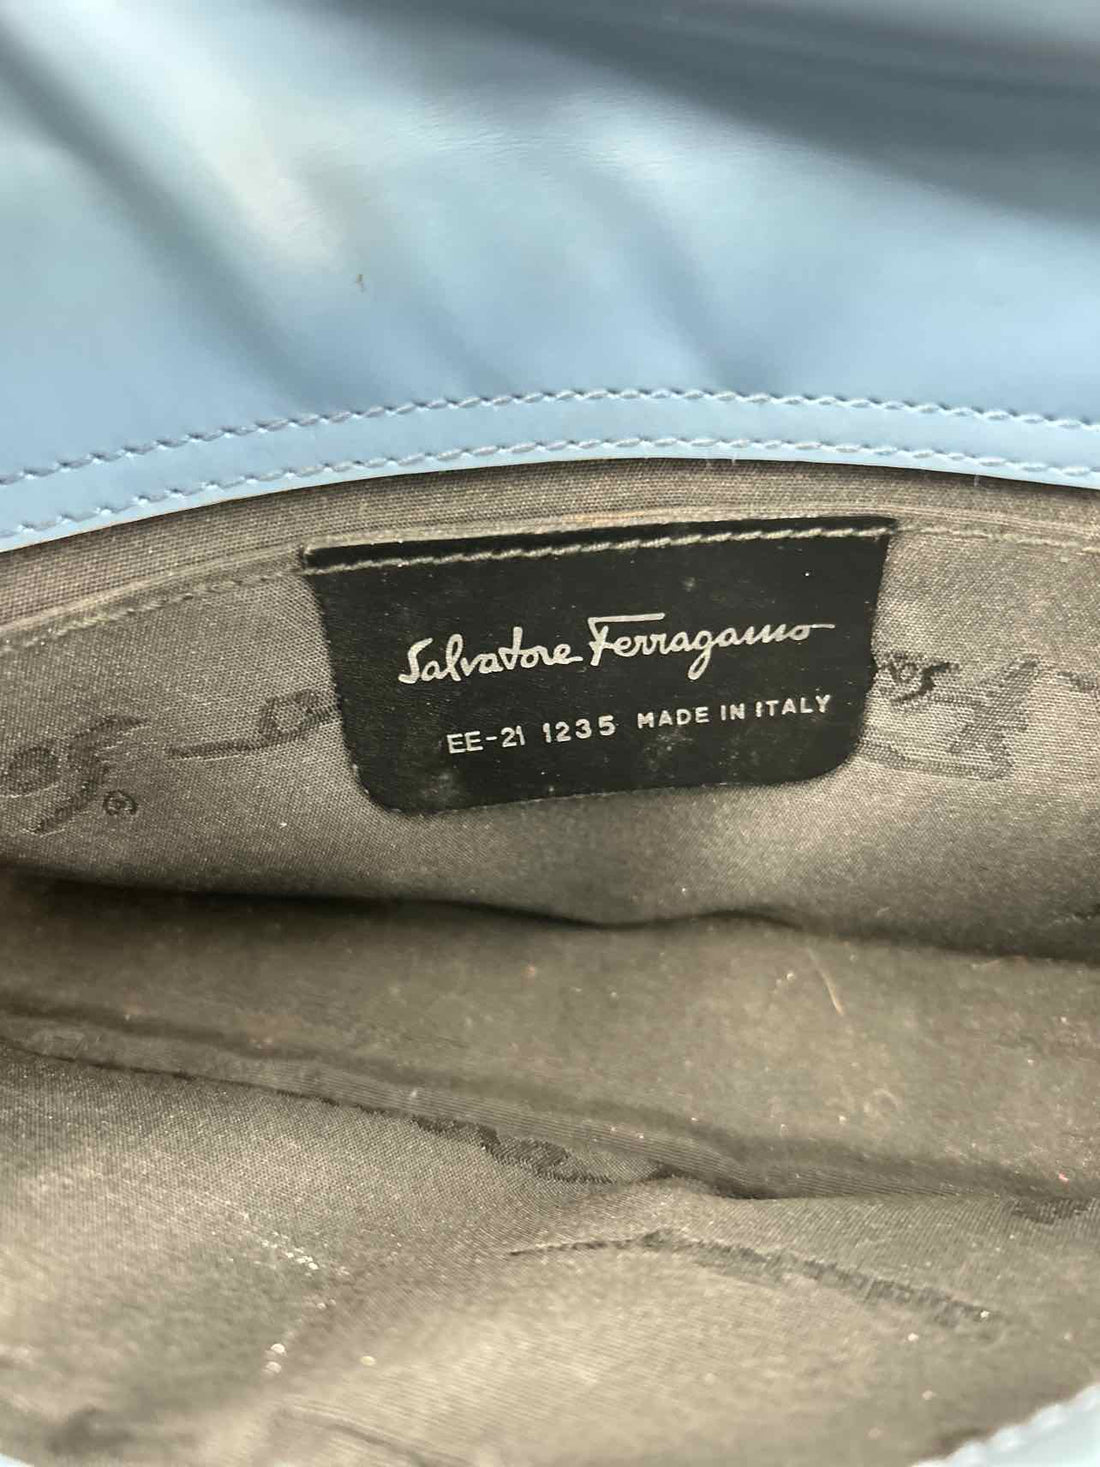 Salvatore Ferragamo
EE-21 1235 MADE IN ITALY